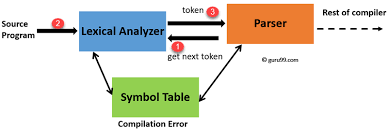 Source
Program
2
Lexical Analyzer
token
3
1
get next token
Parser
© guru99.com
Rest of compiler
Symbol Table
Compilation Error